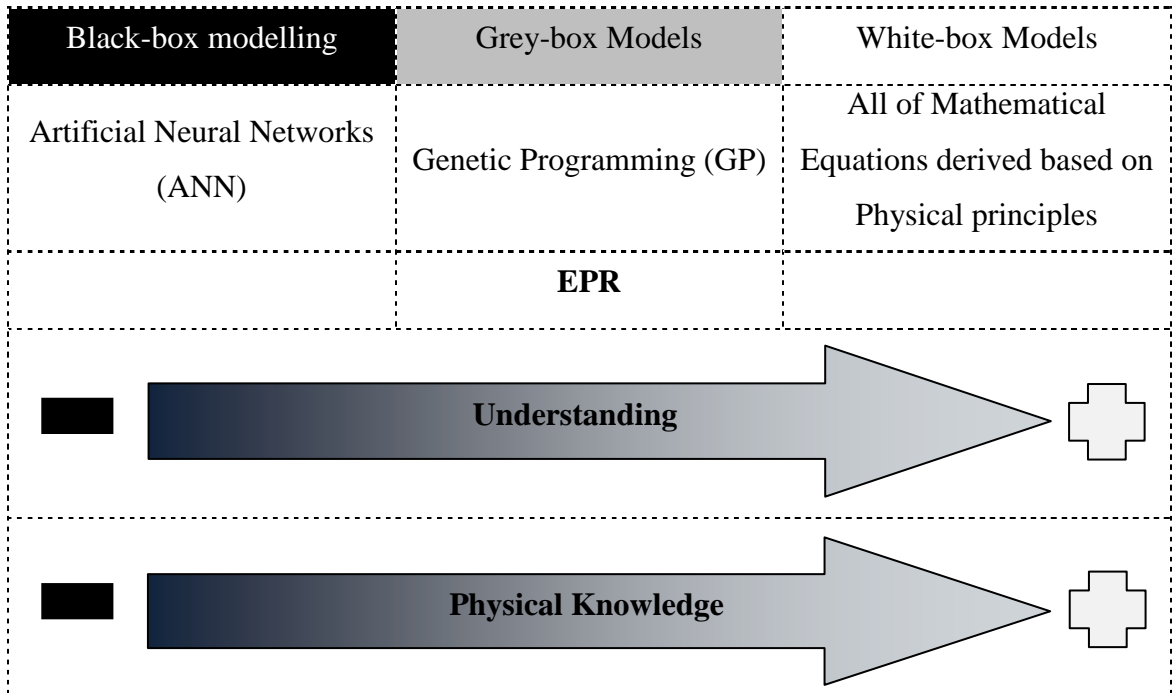 Black-box modelling
Grey-box Models
White-box Models
Artificial Neural Networks
(ANN)
Genetic Programming (GP)
All of Mathematical
Equations derived based on
Physical principles
EPR
Understanding
Physical Knowledge